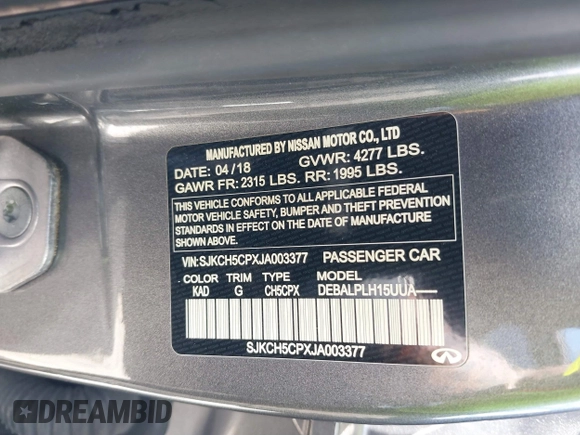 MANUFACTURED BY NISSAN MOTOR CO., LTD
DATE: 04 /18 GVWR: 4277 LBS.
GAWR FR: 2315 LBS. RR: 1995 LBS.
THIS VEHICLE CONFORMS TO ALL APPLICABLE FEDERAL
MOTOR VEHICLE SAFETY, BUMPER AND THEFT PREVENTION
STANDARDS IN EFFECT ON THE DATE OF MANUFACTURE
SHOWN ABOVE.
VIN:SJKCH5CPXJA003377 PASSENGER CAR
COLOR TRIM TYPE MODEL
KAD G CH5CPX DEBALPLH15UUA
SJKCH5CPXJA003377
DREAMBID